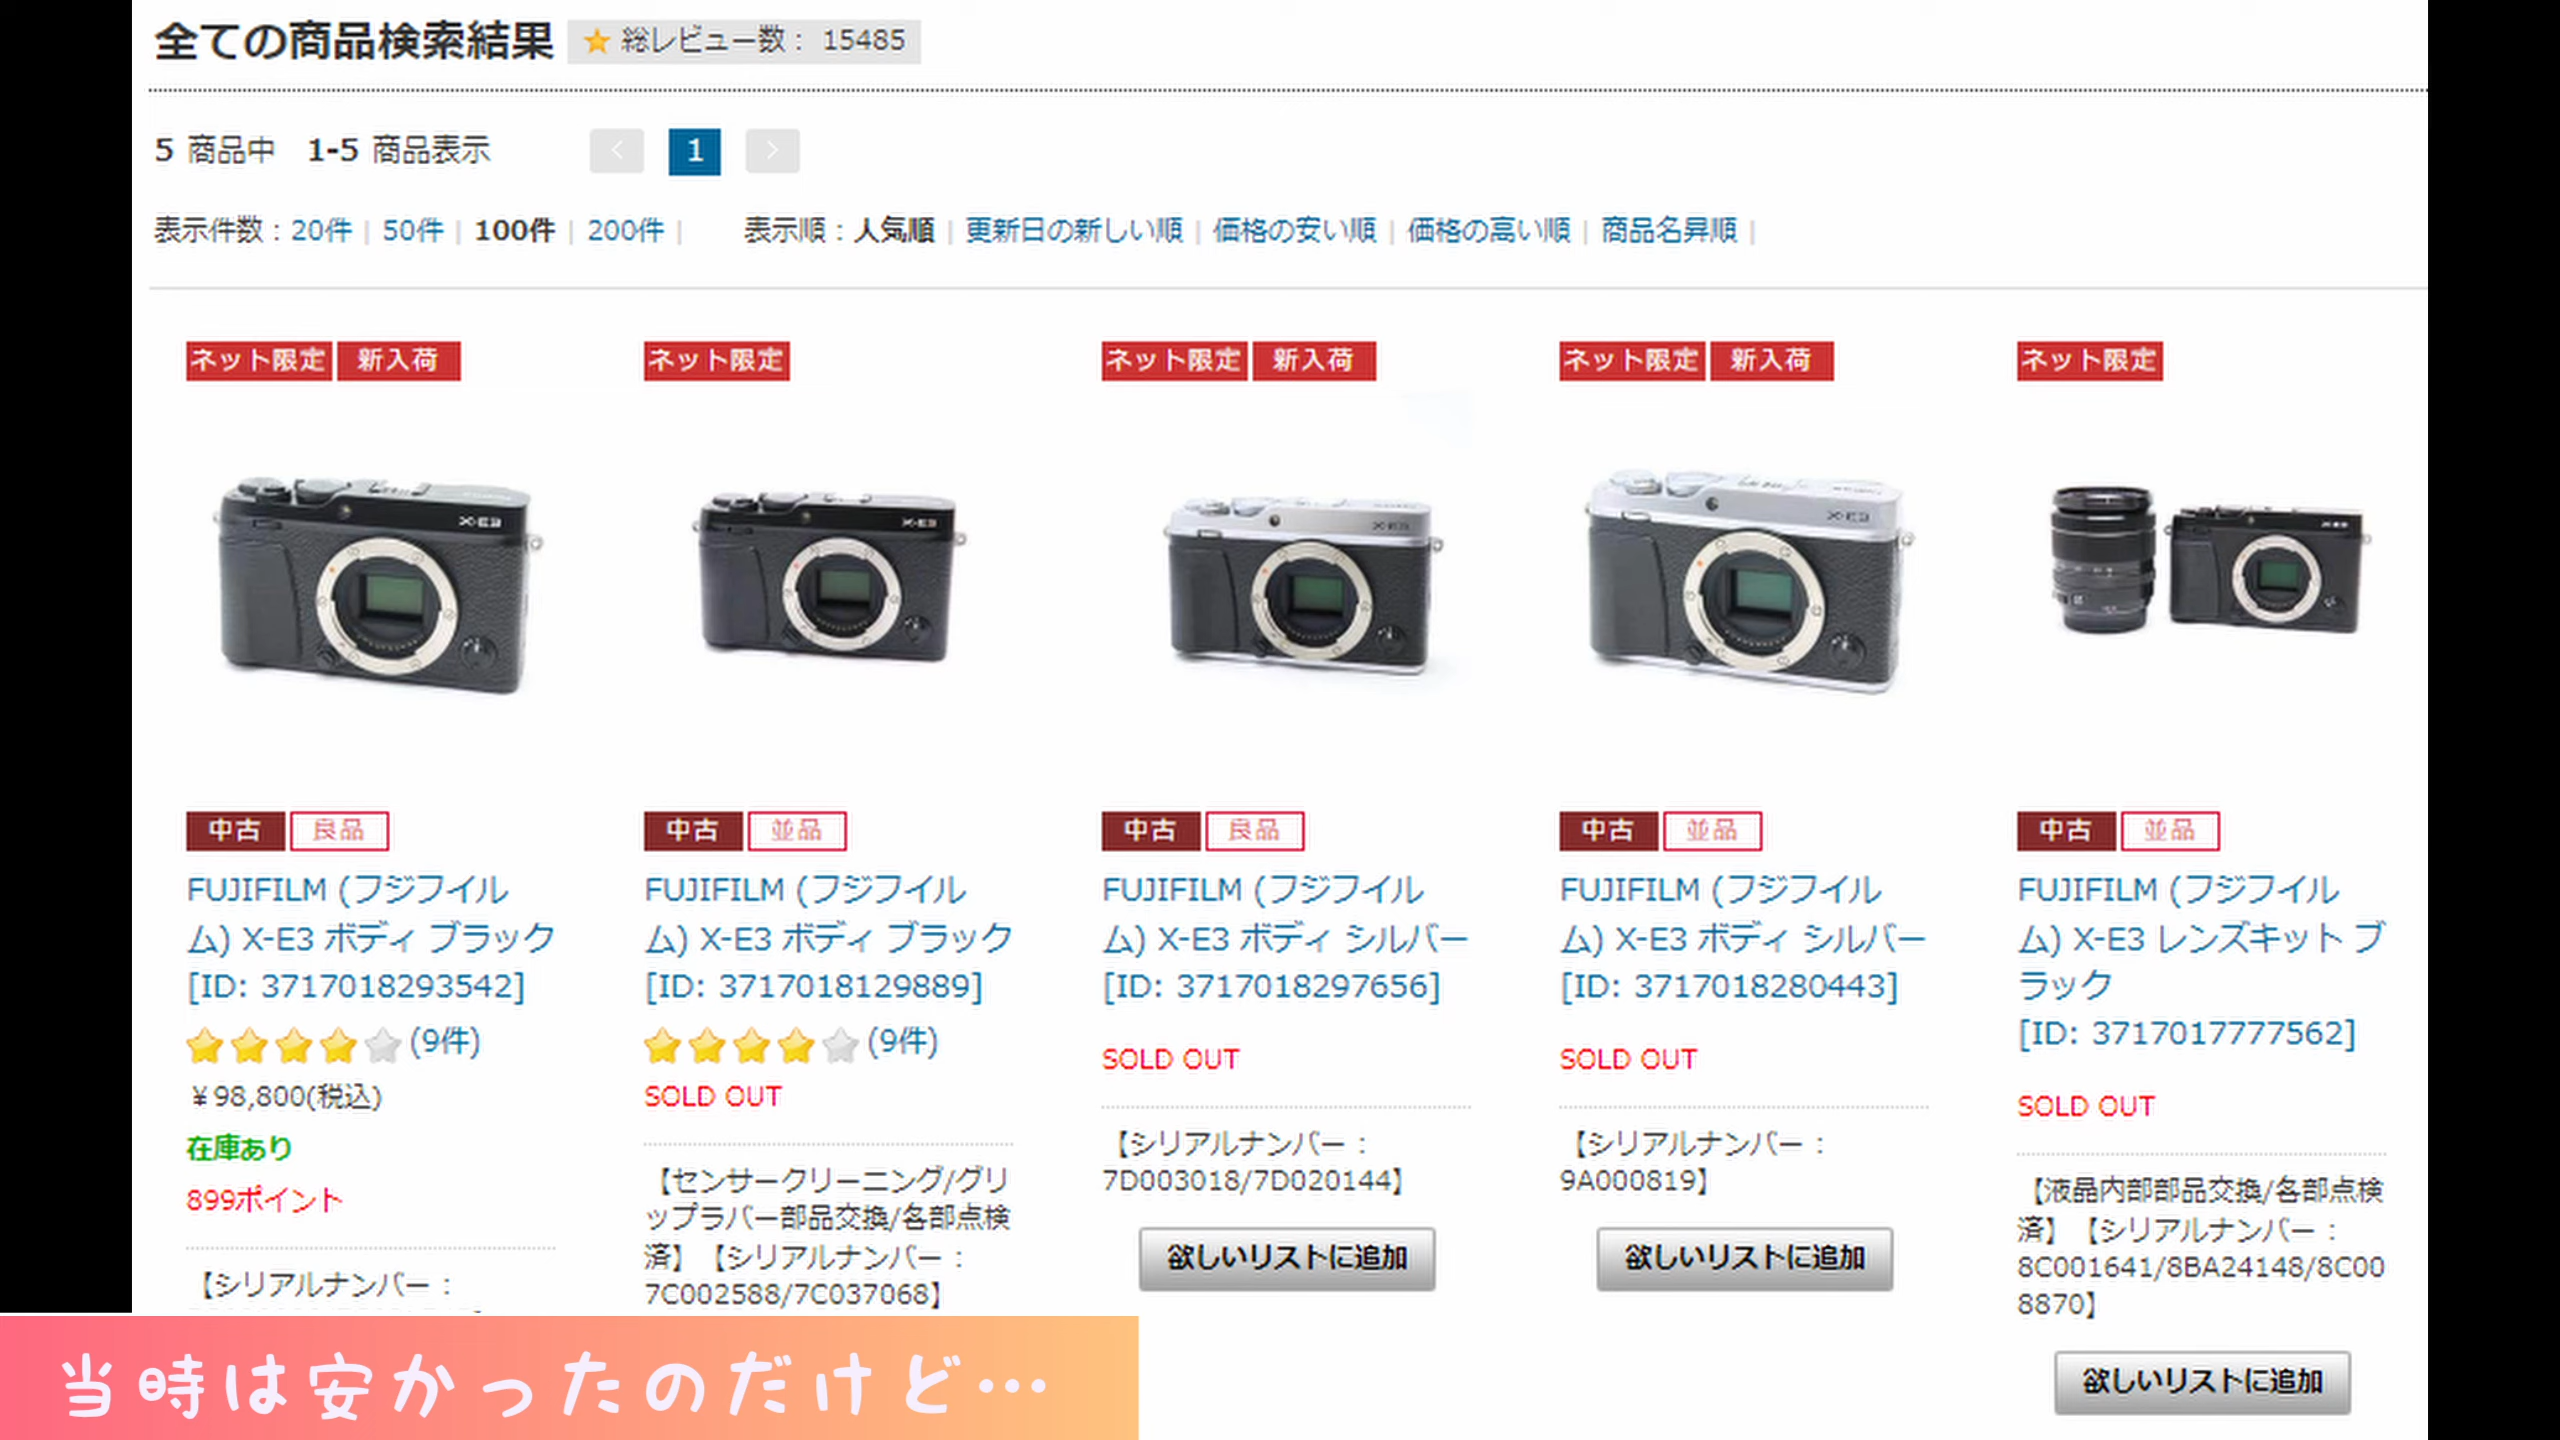 全ての商品検索結果 ★ 総レビュー数： 15485
5 商品中 1-5 商品表示 < 1 >
表示件数：20件 | 50件 | 100件 | 200件 | 表示順：人気順 | 更新日の新しい順 | 価格の安い順 | 価格の高い順 | 商品名昇順 |
ネット限定 新入荷
X-E3
中古 良品
FUJIFILM (フジフイル
ム) X-E3 ボディ ブラック
[ID: 3717018293542]
(9件)
￥98,800(税込)
在庫あり
899ポイント
【シリアルナンバー：
ネット限定
X-E3
中古 並品
FUJIFILM (フジフイル
ム) X-E3 ボディ ブラック
[ID: 3717018129889]
(9件)
SOLD OUT
【センサークリーニング/グリ
ップラバー部品交換/各部点検
済】【シリアルナンバー：
7C002588/7C037068】
ネット限定 新入荷
X-E3
中古 良品
FUJIFILM (フジフイル
ム) X-E3 ボディ シルバー
[ID: 3717018297656]
SOLD OUT
【シリアルナンバー：
7D003018/7D020144】
欲しいリストに追加
ネット限定 新入荷
X-E3
中古 並品
FUJIFILM (フジフイル
ム) X-E3 ボディ シルバー
[ID: 3717018280443]
SOLD OUT
【シリアルナンバー：
9A000819】
欲しいリストに追加
ネット限定
X-E3
中古 並品
FUJIFILM (フジフイル
ム) X-E3 レンズキット ブ
ラック
[ID: 3717017777562]
SOLD OUT
【液晶内部部品交換/各部点検
済】【シリアルナンバー：
8C001641/8BA24148/8C00
8870】
欲しいリストに追加
当時は安かったのだけど…